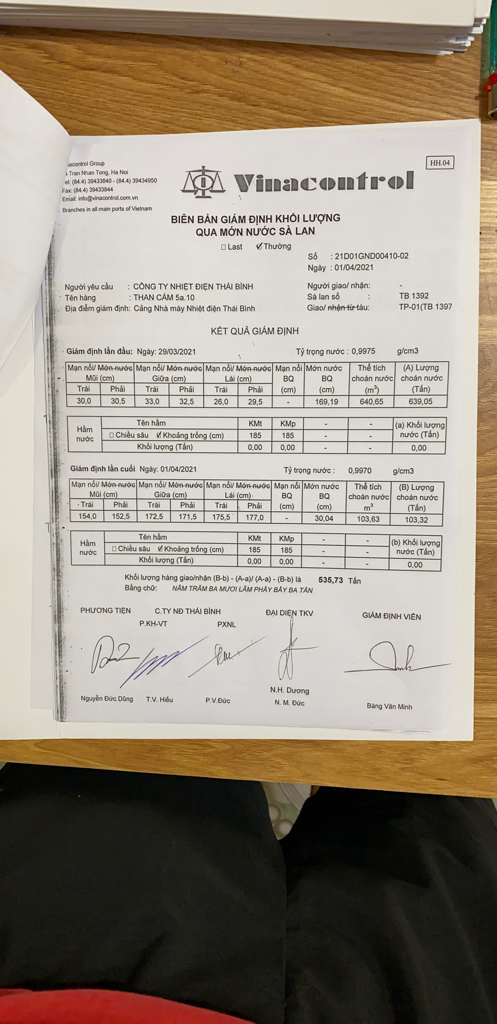 HH.04
nacontrol Group
Tran Nhan Tong, Ha Noi
Tel: (84.4) 39433840 - (84.4) 39434950
Fax: (84.4) 39433844
Email: info@vinacontrol.com.vn
Branches in all main ports of Vietnam
Vinacontrol
BIÊN BẢN GIÁM ĐỊNH KHỐI LƯỢNG
QUA MỚN NƯỚC SÀ LAN
Last Thường
Số : 21D01GND00410-02
Ngày : 01/04/2021
Người yêu cầu : CÔNG TY NHIỆT ĐIỆN THÁI BÌNH Người giao/ nhận: -
Tên hàng : THAN CÁM 5a.10 Sà lan số : TB 1392
Địa điểm giám định: Cảng Nhà máy Nhiệt điện Thái Bình Giao/ nhận từ tàu: TP-01(TB 1397
KẾT QUẢ GIÁM ĐỊNH
Giám định lần đầu: Ngày: 29/03/2021 Tỷ trọng nước : 0,9975 g/cm3
Mạn nổi/ Món nước Mạn nổi/ Món nước Mạn nổi/ Món nước Mạn nổi Món nước Thể tích (A) Lượng
Mũi (cm) Giữa (cm) Lái (cm) BQ BQ choán nước choán nước
Trái Phải Trái Phải Trái Phải (cm) (cm) (m³) (Tấn)
30,0 30,5 33,0 32,5 26,0 29,5 - 169,19 640,65 639,05
Hầm nước Tên hầm KMt KMp - - (a) Khối lượng nước (Tấn)
Chiều sâu Khoảng trống (cm) 185 185 - -
Khối lượng (Tấn) 0,00 0,00 - - 0,00
Giám định lần cuối Ngày: 01/04/2021 Tỷ trọng nước : 0,9970 g/cm3
Mạn nổi/ Món nước Mạn nổi/ Món nước Mạn nổi/ Món nước Mạn nổi Món nước Thể tích (B) Lượng
Mũi (cm) Giữa (cm) Lái (cm) BQ BQ choán nước choán nước
Trái Phải Trái Phải Trái Phải (cm) (cm) m³ (Tấn)
154,0 152,5 172,5 171,5 175,5 177,0 - 30,04 103,63 103,32
Hầm nước Tên hầm KMt KMp - - (b) Khối lượng nước (Tấn)
Chiều sâu Khoảng trống (cm) 185 185 - -
Khối lượng (Tấn) 0,00 0,00 - - 0,00
Khối lượng hàng giao/nhận (B-b) - (A-a)/ (A-a) - (B-b) là 535,73 Tấn
Bằng chữ: NĂM TRĂM BA MƯƠI LĂM PHẨY BẢY BA TẤN
PHƯƠNG TIỆN C.TY NĐ THÁI BÌNH ĐẠI DIỆN TKV GIÁM ĐỊNH VIÊN
P.KH-VT PXNL
N.H. Dương
Nguyễn Đức Dũng T.V. Hiếu P.V.Đức N. M. Đức Bàng Văn Minh